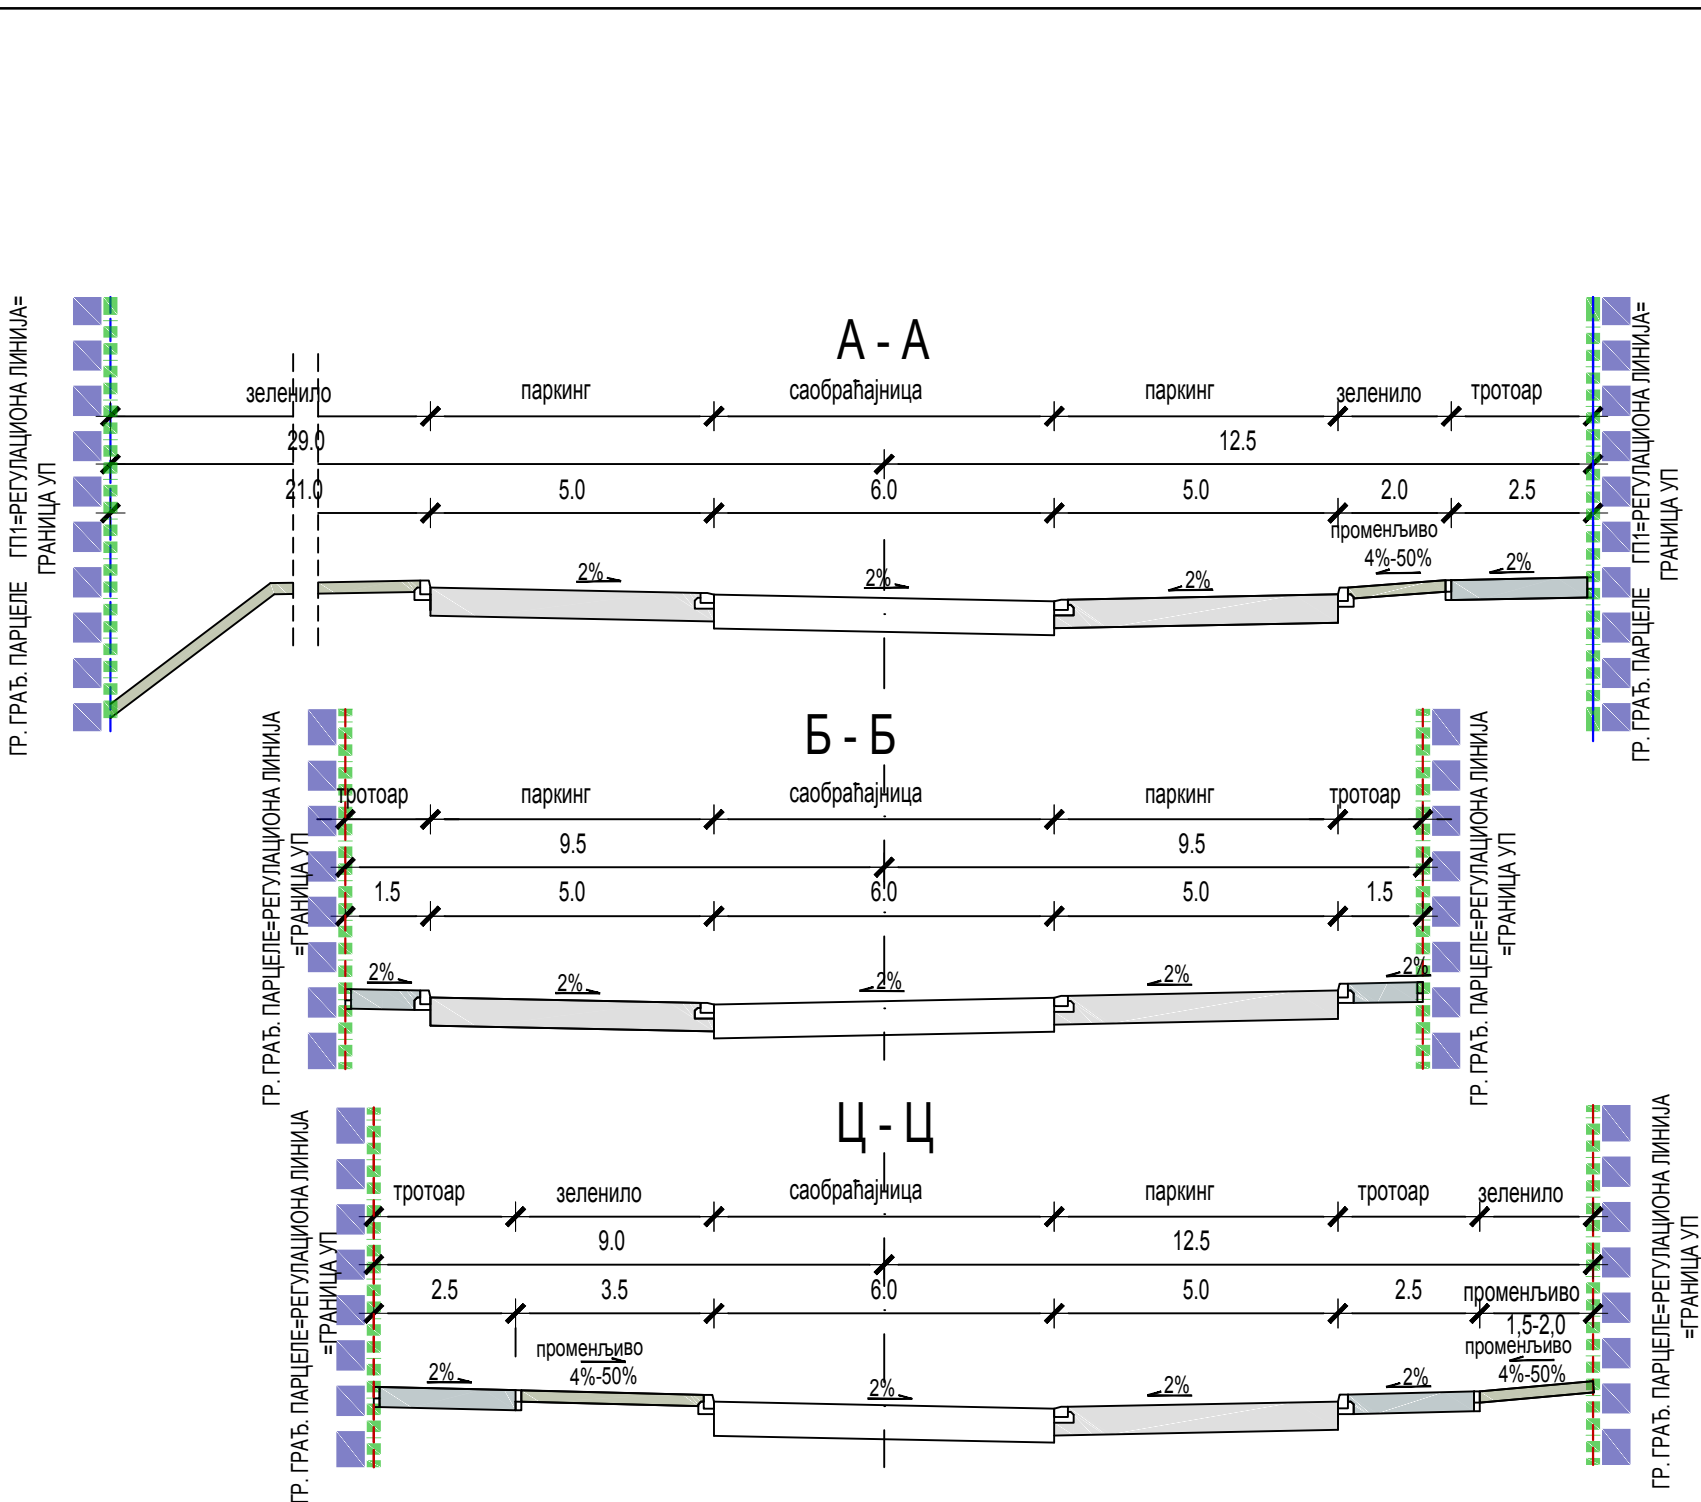 А - А
зеленило паркинг саобраћајница паркинг зеленило тротоар
29.0 12.5
21.0 5.0 6.0 5.0 2.0 2.5
променљиво
4%-50%
2% 2% 2% 2%
ГР. ГРАЂ. ПАРЦЕЛЕ ГП1=РЕГУЛАЦИОНА ЛИНИЈА=
ГРАНИЦА УП
ГР. ГРАЂ. ПАРЦЕЛЕ ГП1=РЕГУЛАЦИОНА ЛИНИЈА=
ГРАНИЦА УП
Б - Б
тротоар паркинг саобраћајница паркинг тротоар
9.5 9.5
1.5 5.0 6.0 5.0 1.5
2% 2% 2% 2% 2%
ГР. ГРАЂ. ПАРЦЕЛЕ=РЕГУЛАЦИОНА ЛИНИЈА
=ГРАНИЦА УП
ГР. ГРАЂ. ПАРЦЕЛЕ=РЕГУЛАЦИОНА ЛИНИЈА
=ГРАНИЦА УП
Ц - Ц
тротоар зеленило саобраћајница паркинг тротоар зеленило
9.0 12.5
2.5 3.5 6.0 5.0 2.5 променљиво
1,5-2,0
променљиво променљиво
4%-50% 4%-50%
2% 2% 2% 2%
ГР. ГРАЂ. ПАРЦЕЛЕ=РЕГУЛАЦИОНА ЛИНИЈА
=ГРАНИЦА УП
ГР. ГРАЂ. ПАРЦЕЛЕ=РЕГУЛАЦИОНА ЛИНИЈА
=ГРАНИЦА УП